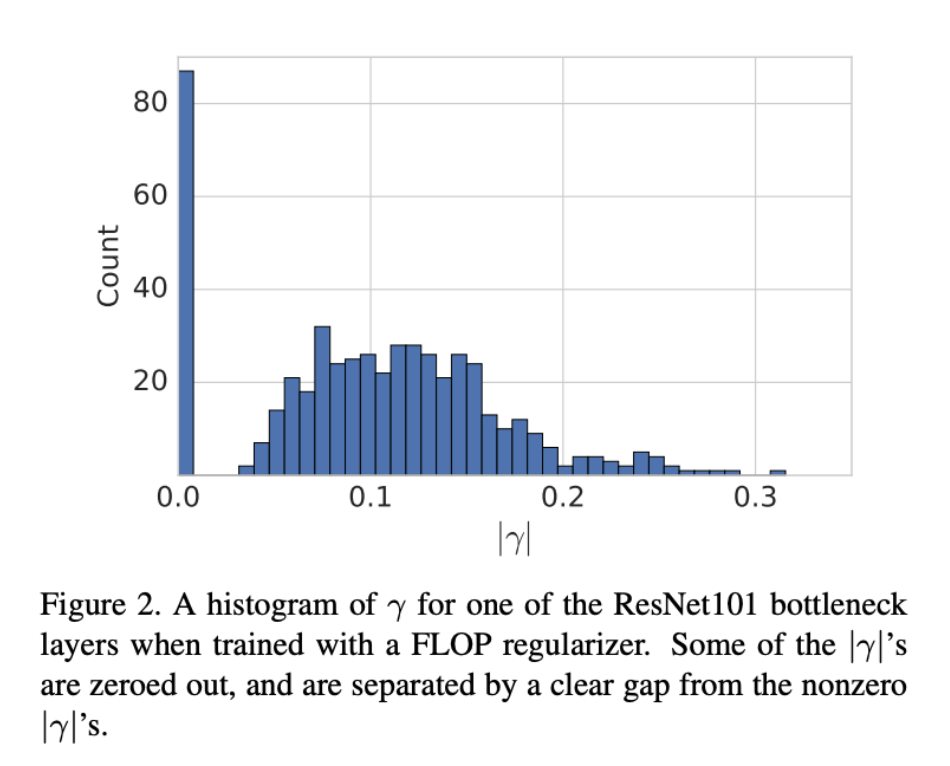 80
60
40
20
Count
0.0 0.1 0.2 0.3
|γ|
Figure 2. A histogram of γ for one of the ResNet101 bottleneck
layers when trained with a FLOP regularizer. Some of the |γ|’s
are zeroed out, and are separated by a clear gap from the nonzero
|γ|’s.